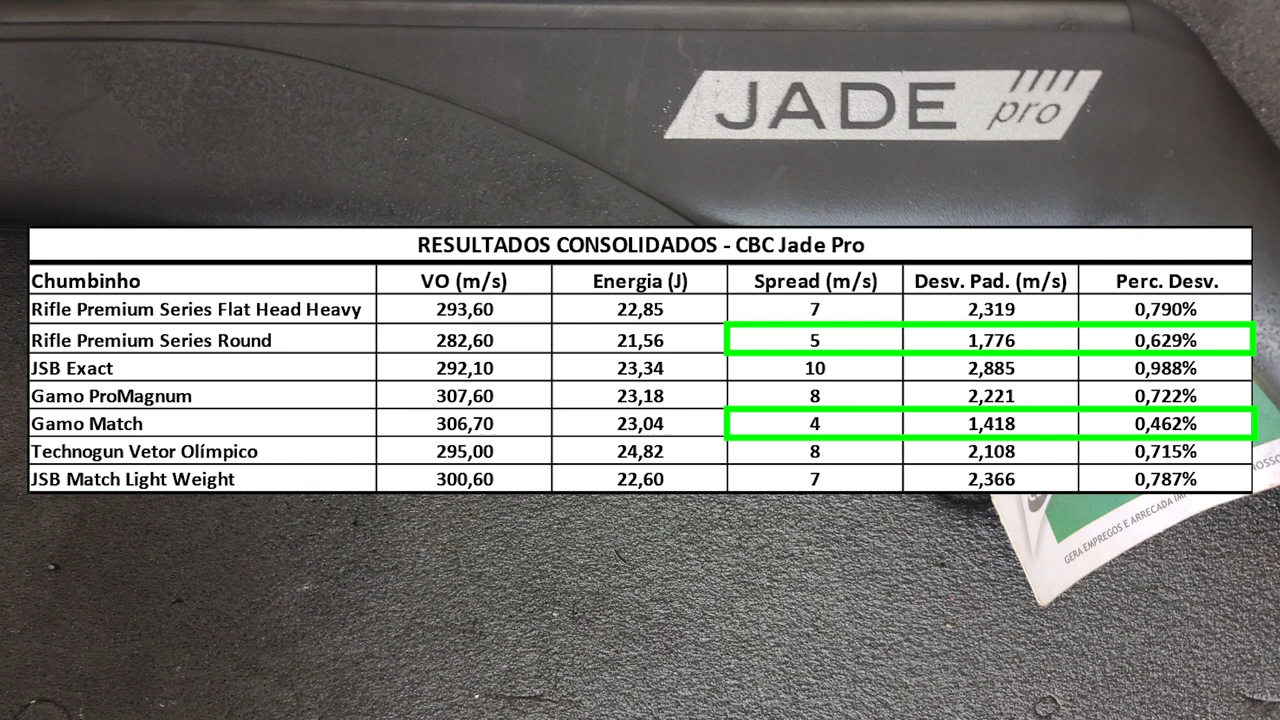 JADE pro
RESULTADOS CONSOLIDADOS - CBC Jade Pro
Chumbinho VO (m/s) Energia (J) Spread (m/s) Desv. Pad. (m/s) Perc. Desv.
Rifle Premium Series Flat Head Heavy 293,60 22,85 7 2,319 0,790%
Rifle Premium Series Round 282,60 21,56 5 1,776 0,629%
JSB Exact 292,10 23,34 10 2,885 0,988%
Gamo ProMagnum 307,60 23,18 8 2,221 0,722%
Gamo Match 306,70 23,04 4 1,418 0,462%
Technogun Vetor Olímpico 295,00 24,82 8 2,108 0,715%
JSB Match Light Weight 300,60 22,60 7 2,366 0,787%
GERA EMPREGOS E ARRECADA